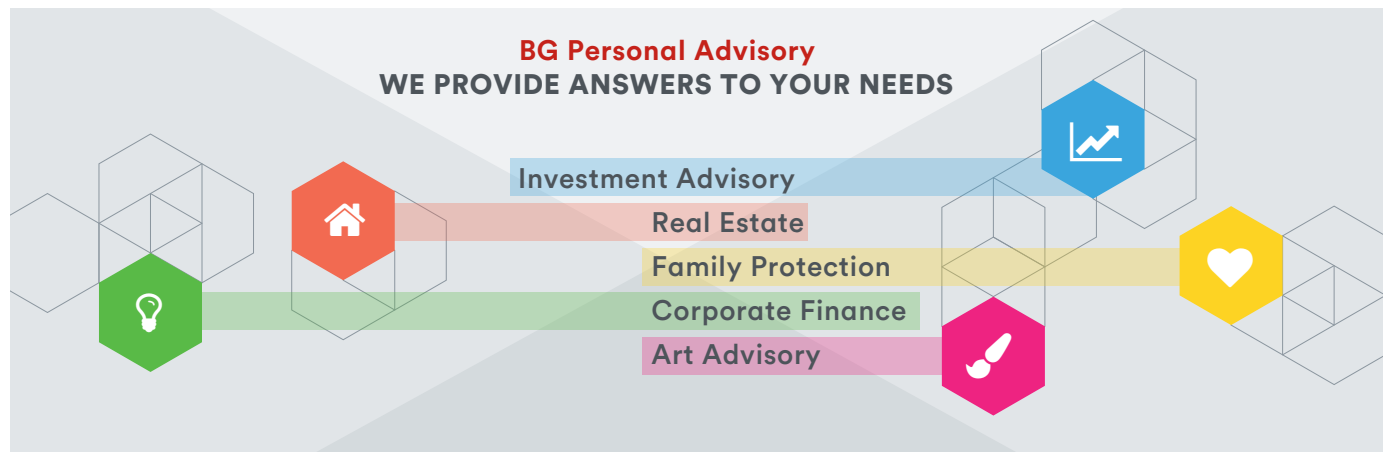 BG Personal Advisory
WE PROVIDE ANSWERS TO YOUR NEEDS
Investment Advisory
Real Estate
Family Protection
Corporate Finance
Art Advisory